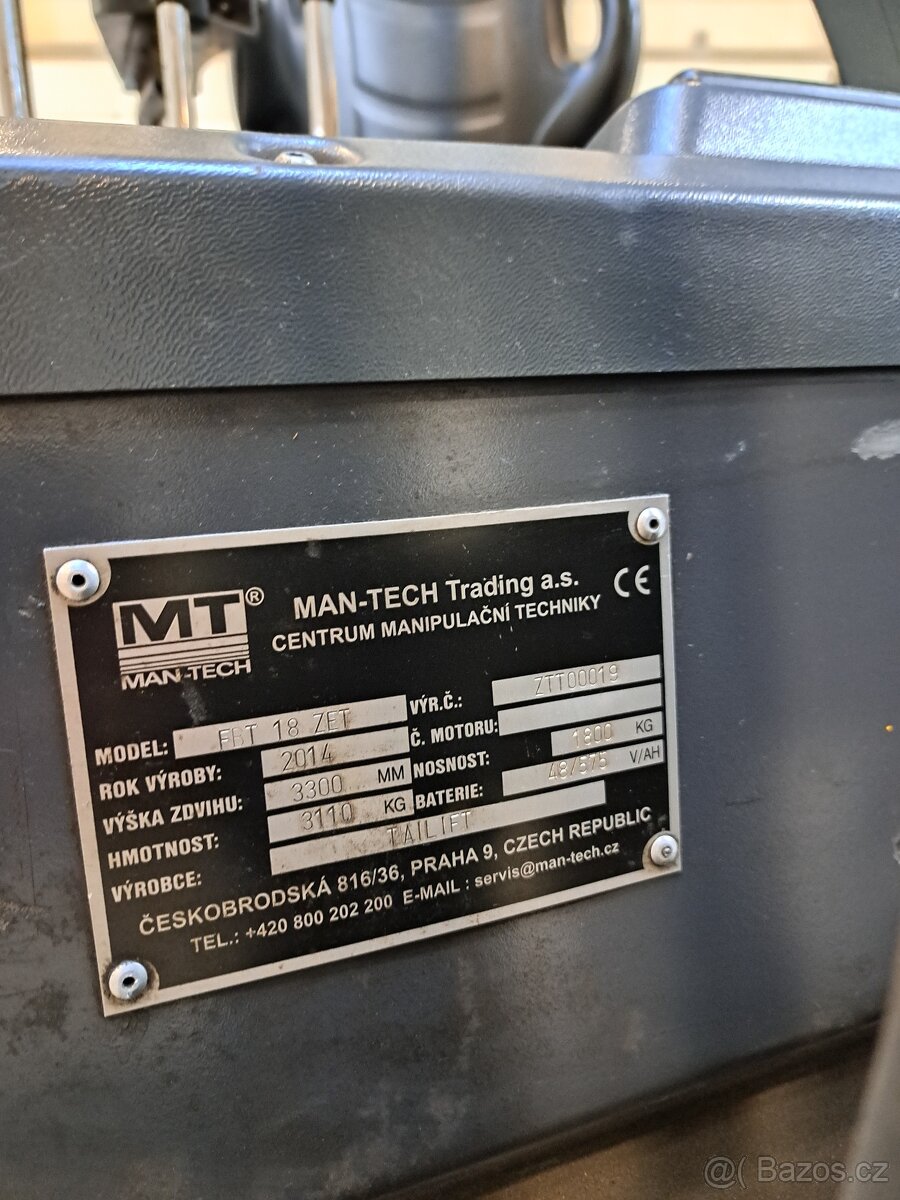 MT®
MAN-TECH
MAN-TECH Trading a.s. CE
CENTRUM MANIPULAČNÍ TECHNIKY
MODEL: FBT 18 ZET VÝR.Č.: ZTT00019
ROK VÝROBY: 2014 Č. MOTORU:
VÝŠKA ZDVIHU: 3300 MM NOSNOST: 1800 KG
HMOTNOST: 3110 KG BATERIE: 48/575 V/AH
VÝROBCE: TAILIFT
ČESKOBRODSKÁ 816/36, PRAHA 9, CZECH REPUBLIC
TEL.: +420 800 202 200 E-MAIL : servis@man-tech.cz
@( Bazos.cz